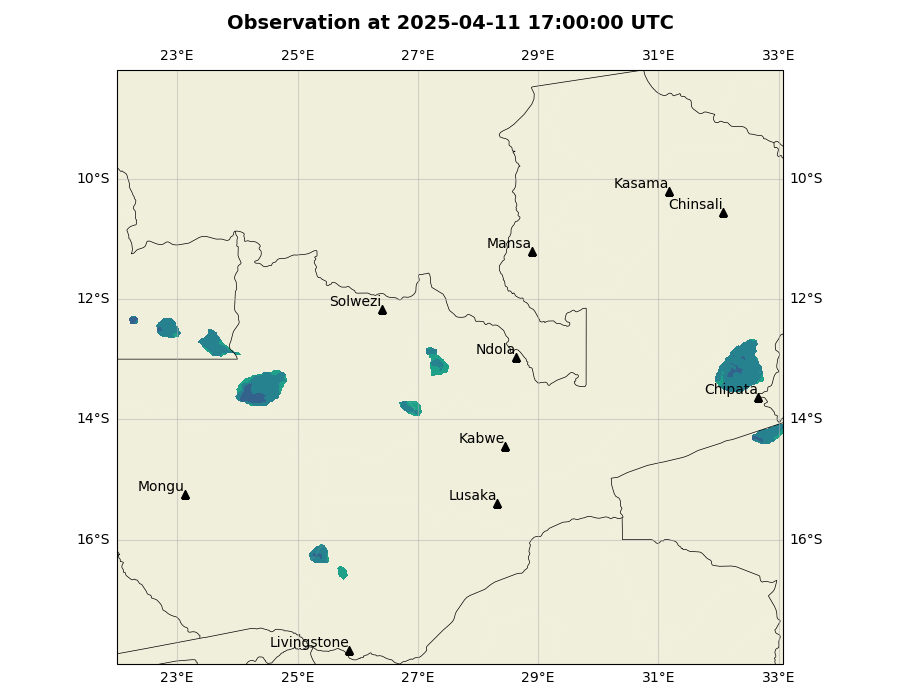 Observation at 2025-04-11 17:00:00 UTC
23°E 25°E 27°E 29°E 31°E 33°E
10°S 10°S
Kasama
Chinsali
Mansa
12°S 12°S
Solwezi
Ndola
Chipata
14°S 14°S
Kabwe
Mongu
Lusaka
16°S 16°S
Livingstone
23°E 25°E 27°E 29°E 31°E 33°E